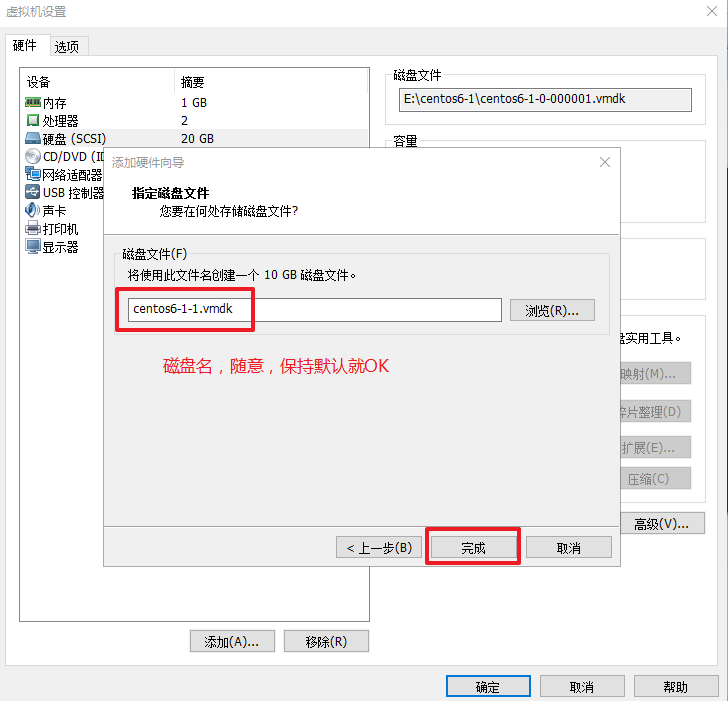 虚拟机设置
硬件 选项
设备 摘要
内存 1 GB
处理器 2
硬盘 (SCSI) 20 GB
CD/DVD (II
网络适配器
USB 控制器
声卡
打印机
显示器
磁盘文件
E:\centos6-1\centos6-1-0-000001.vmdk
容量
添加硬件向导
指定磁盘文件
您要在何处存储磁盘文件?
磁盘文件(F)
将使用此文件名创建一个 10 GB 磁盘文件。
centos6-1-1.vmdk 浏览(R)...
磁盘名，随意，保持默认就OK
< 上一步(B) 完成 取消
盘实用工具。
映射(M)...
碎片整理(D)
扩展(E)...
压缩(C)
高级(V)...
添加(A)... 移除(R)
确定 取消 帮助